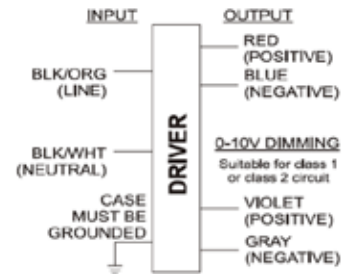 INPUT
BLK/ORG
(LINE)
BLK/WHT
(NEUTRAL)
CASE
MUST BE
GROUNDED
DRIVER
OUTPUT
RED
(POSITIVE)
BLUE
(NEGATIVE)
0-10V DIMMING
Suitable for class 1
or class 2 circuit
VIOLET
(POSITIVE)
GRAY
(NEGATIVE)